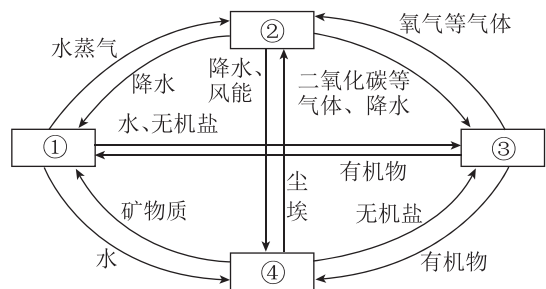 氧气等气体
②
水蒸气
降水
降水、
风能
二氧化碳等
气体、降水
水、无机盐
①
③
有机物
尘
埃
矿物质
无机盐
水
④
有机物